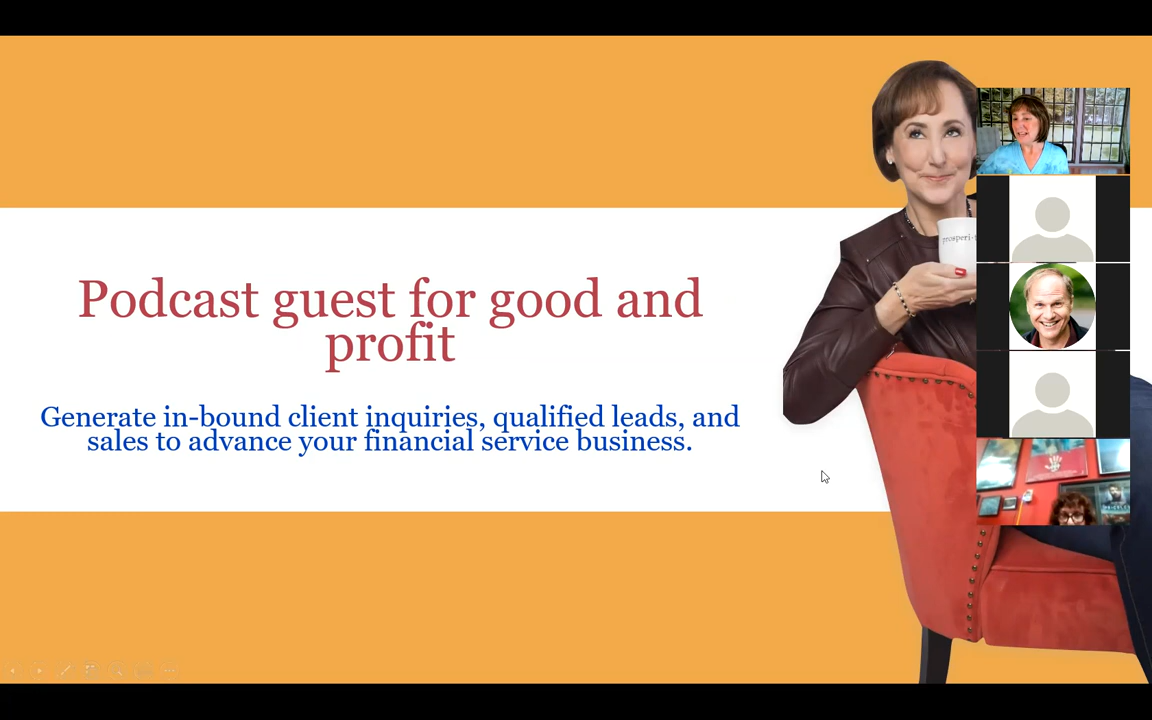 Podcast guest for good and
profit
Generate in-bound client inquiries, qualified leads, and
sales to advance your financial service business.